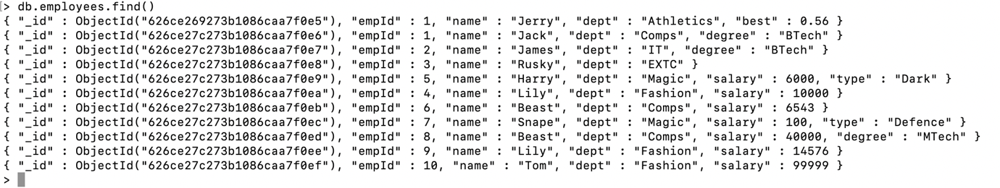 > db.employees.find()
{ "_id" : ObjectId("626ce269273b1086caa7f0e5"), "empId" : 1, "name" : "Jerry", "dept" : "Athletics", "best" : 0.56 }
{ "_id" : ObjectId("626ce27c273b1086caa7f0e6"), "empId" : 1, "name" : "Jack", "dept" : "Comps", "degree" : "BTech" }
{ "_id" : ObjectId("626ce27c273b1086caa7f0e7"), "empId" : 2, "name" : "James", "dept" : "IT", "degree" : "BTech" }
{ "_id" : ObjectId("626ce27c273b1086caa7f0e8"), "empId" : 3, "name" : "Rusky", "dept" : "EXTC" }
{ "_id" : ObjectId("626ce27c273b1086caa7f0e9"), "empId" : 5, "name" : "Harry", "dept" : "Magic", "salary" : 6000, "type" : "Dark" }
{ "_id" : ObjectId("626ce27c273b1086caa7f0ea"), "empId" : 4, "name" : "Lily", "dept" : "Fashion", "salary" : 10000 }
{ "_id" : ObjectId("626ce27c273b1086caa7f0eb"), "empId" : 6, "name" : "Beast", "dept" : "Comps", "salary" : 6543 }
{ "_id" : ObjectId("626ce27c273b1086caa7f0ec"), "empId" : 7, "name" : "Snape", "dept" : "Magic", "salary" : 100, "type" : "Defence" }
{ "_id" : ObjectId("626ce27c273b1086caa7f0ed"), "empId" : 8, "name" : "Beast", "dept" : "Comps", "salary" : 40000, "degree" : "MTech" }
{ "_id" : ObjectId("626ce27c273b1086caa7f0ee"), "empId" : 9, "name" : "Lily", "dept" : "Fashion", "salary" : 14576 }
{ "_id" : ObjectId("626ce27c273b1086caa7f0ef"), "empId" : 10, "name" : "Tom", "dept" : "Fashion", "salary" : 99999 }
>